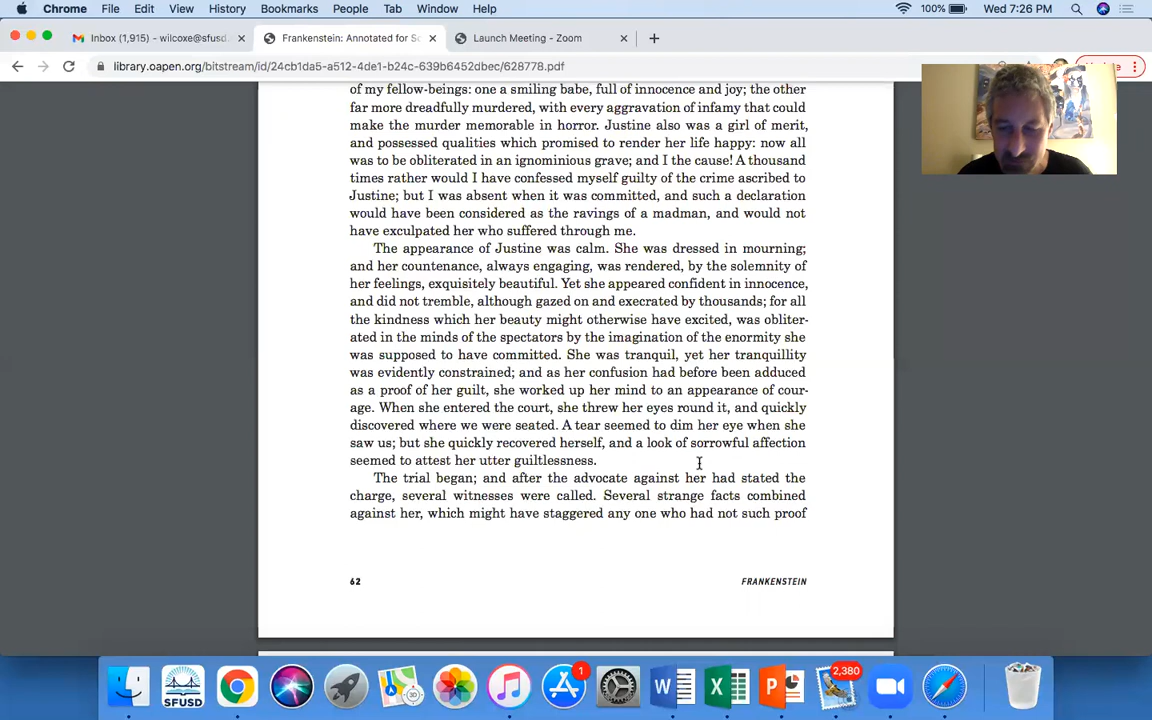 Chrome File Edit View History Bookmarks People Tab Window Help 100% Wed 7:26 PM
Inbox (1,915) - wilcoxe@sfusd. Frankenstein: Annotated for Sc Launch Meeting - Zoom
library.oapen.org/bitstream/id/24cb1da5-a512-4de1-b24c-639b6452dbec/628778.pdf
of my fellow-beings: one a smiling babe, full of innocence and joy; the other
far more dreadfully murdered, with every aggravation of infamy that could
make the murder memorable in horror. Justine also was a girl of merit,
and possessed qualities which promised to render her life happy: now all
was to be obliterated in an ignominious grave; and I the cause! A thousand
times rather would I have confessed myself guilty of the crime ascribed to
Justine; but I was absent when it was committed, and such a declaration
would have been considered as the ravings of a madman, and would not
have exculpated her who suffered through me.
The appearance of Justine was calm. She was dressed in mourning;
and her countenance, always engaging, was rendered, by the solemnity of
her feelings, exquisitely beautiful. Yet she appeared confident in innocence,
and did not tremble, although gazed on and execrated by thousands; for all
the kindness which her beauty might otherwise have excited, was obliter-
ated in the minds of the spectators by the imagination of the enormity she
was supposed to have committed. She was tranquil, yet her tranquillity
was evidently constrained; and as her confusion had before been adduced
as a proof of her guilt, she worked up her mind to an appearance of cour-
age. When she entered the court, she threw her eyes round it, and quickly
discovered where we were seated. A tear seemed to dim her eye when she
saw us; but she quickly recovered herself, and a look of sorrowful affection
seemed to attest her utter guiltlessness.
The trial began; and after the advocate against her had stated the
charge, several witnesses were called. Several strange facts combined
against her, which might have staggered any one who had not such proof
62 FRANKENSTEIN
SFUSD 3D 1 W X P 2,380